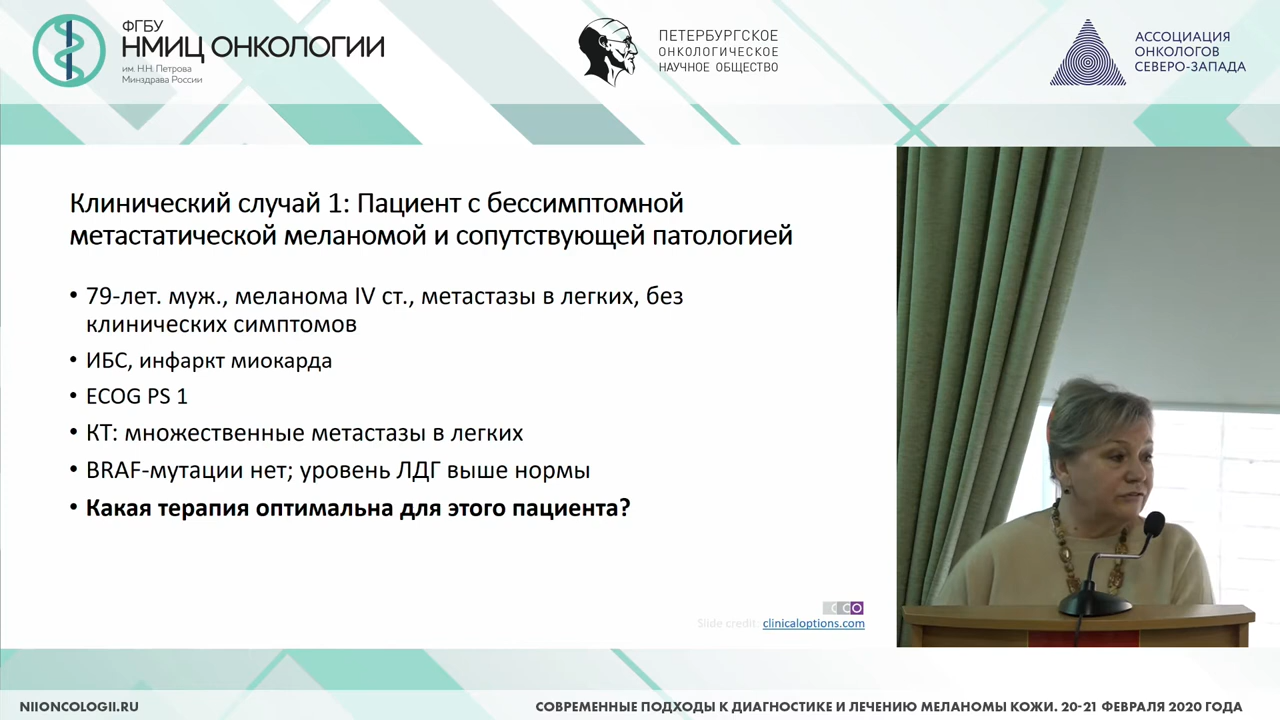 ФГБУ
НМИЦ ОНКОЛОГИИ
им. Н.Н. Петрова
Минздрава России
ПЕТЕРБУРГСКОЕ
ОНКОЛОГИЧЕСКОЕ
НАУЧНОЕ ОБЩЕСТВО
АССОЦИАЦИЯ
ОНКОЛОГОВ
СЕВЕРО-ЗАПАДА
Клинический случай 1: Пациент с бессимптомной
метастатической меланомой и сопутствующей патологией
• 79-лет. муж., меланома IV ст., метастазы в легких, без
клинических симптомов
• ИБС, инфаркт миокарда
• ECOG PS 1
• КТ: множественные метастазы в легких
• BRAF-мутации нет; уровень ЛДГ выше нормы
• Какая терапия оптимальна для этого пациента?
CCO
Slide credit: clinicaloptions.com
NIIONCOLOGII.RU
СОВРЕМЕННЫЕ ПОДХОДЫ К ДИАГНОСТИКЕ И ЛЕЧЕНИЮ МЕЛАНОМЫ КОЖИ. 20-21 ФЕВРАЛЯ 2020 ГОДА